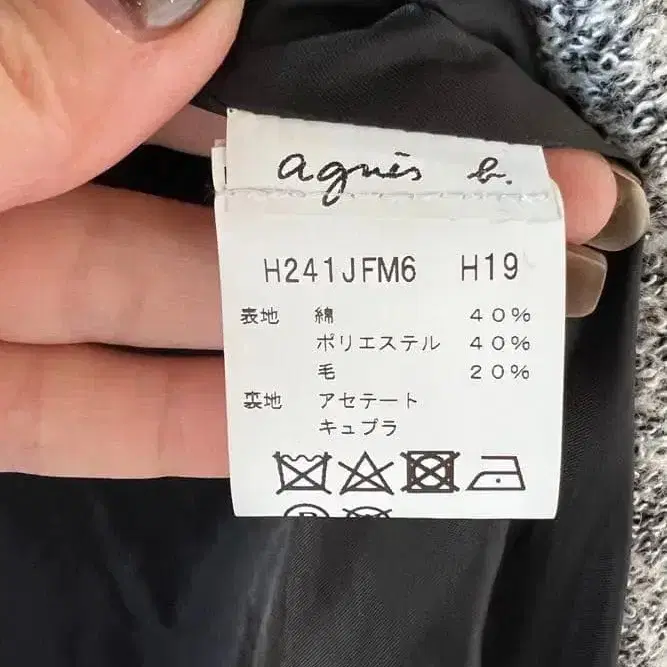 agnès b.
H241JFM6 H19
表地 綿 40%
ポリエステル 40%
毛 20%
裏地 アセテート
キュプラ